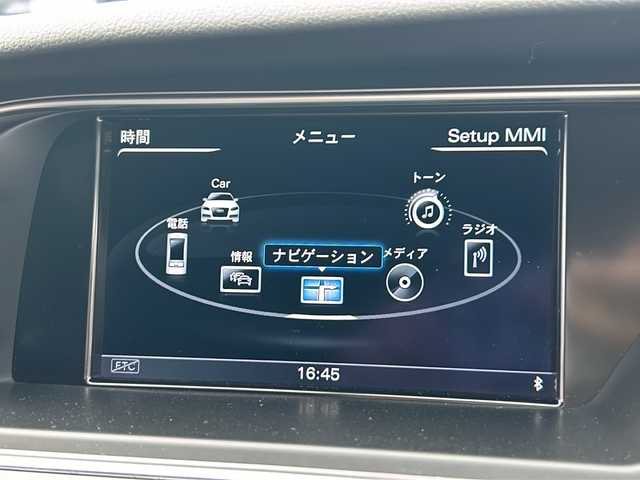 時間 メニュー Setup MMI
Car トーン
電話 ラジオ
情報 ナビゲーション メディア
ETC 16:45